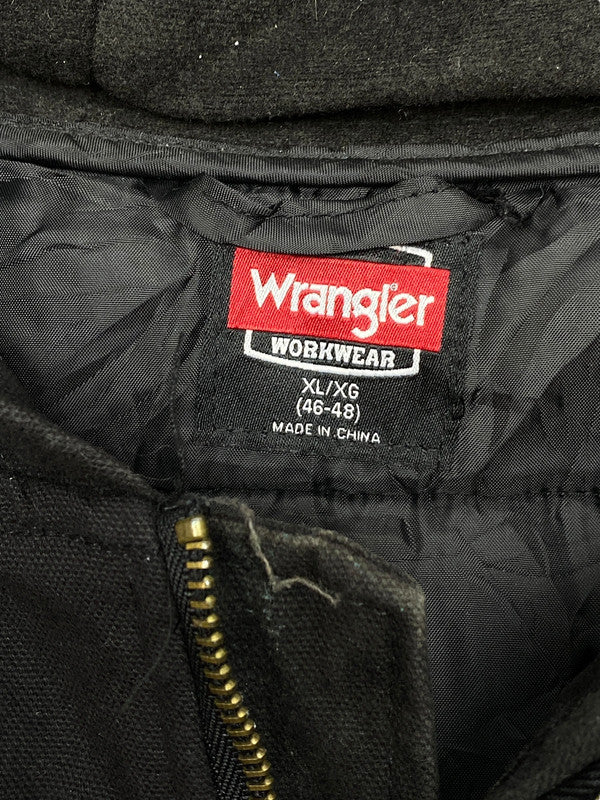 Wrangler®
WORKWEAR
XL/XG
(46-48)
MADE IN CHINA